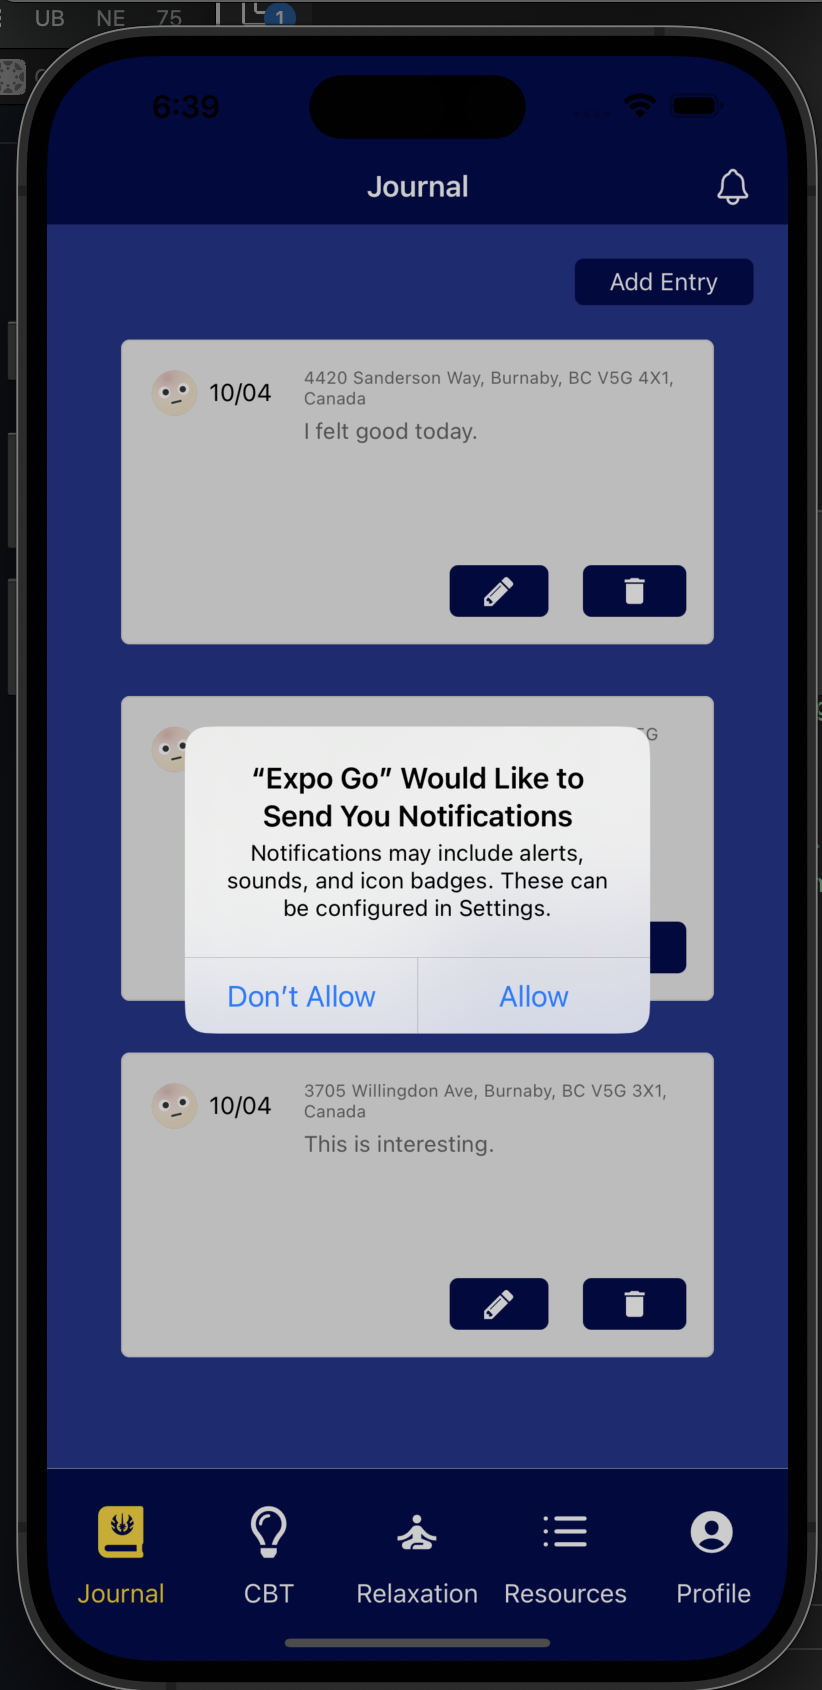 UB NE 75
1
6:39
Journal
Add Entry
10/04
4420 Sanderson Way, Burnaby, BC V5G 4X1,
Canada
I felt good today.
“Expo Go” Would Like to
Send You Notifications
Notifications may include alerts,
sounds, and icon badges. These can
be configured in Settings.
Don’t Allow
Allow
10/04
3705 Willingdon Ave, Burnaby, BC V5G 3X1,
Canada
This is interesting.
Journal
CBT
Relaxation
Resources
Profile